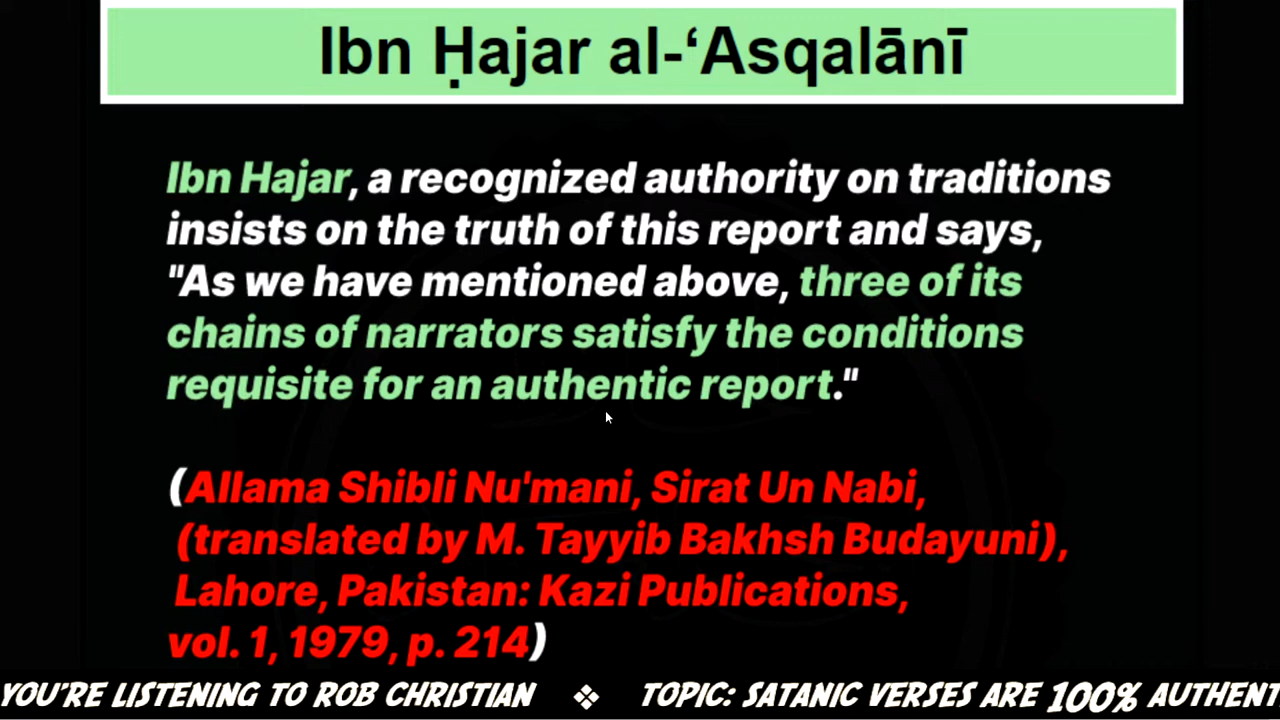 Ibn Ḥajar al-‘Asqalānī
Ibn Hajar, a recognized authority on traditions
insists on the truth of this report and says,
"As we have mentioned above, three of its
chains of narrators satisfy the conditions
requisite for an authentic report."
(Allama Shibli Nu'mani, Sirat Un Nabi,
(translated by M. Tayyib Bakhsh Budayuni),
Lahore, Pakistan: Kazi Publications,
vol. 1, 1979, p. 214)
YOU'RE LISTENING TO ROB CHRISTIAN ❖ TOPIC: SATANIC VERSES ARE 100% AUTHENT